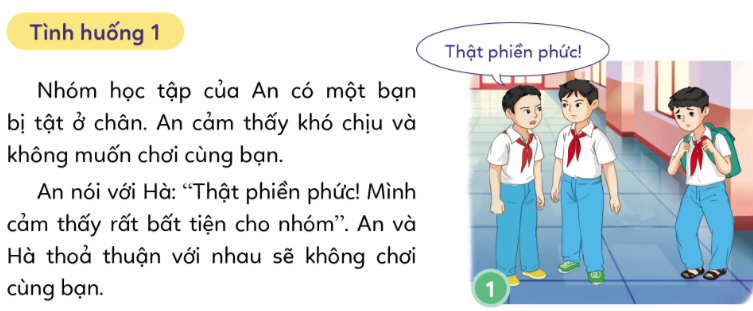 Tình huống 1
Thật phiền phức!
Nhóm học tập của An có một bạn
bị tật ở chân. An cảm thấy khó chịu và
không muốn chơi cùng bạn.
An nói với Hà: “Thật phiền phức! Mình
cảm thấy rất bất tiện cho nhóm”. An và
Hà thoả thuận với nhau sẽ không chơi
cùng bạn.
1